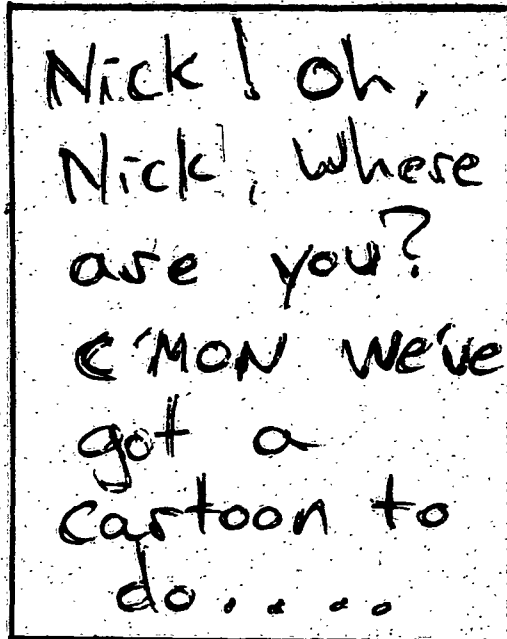 Nick! Oh,
Nick, where
are you?
C'MON we've
got a
cartoon to
do....